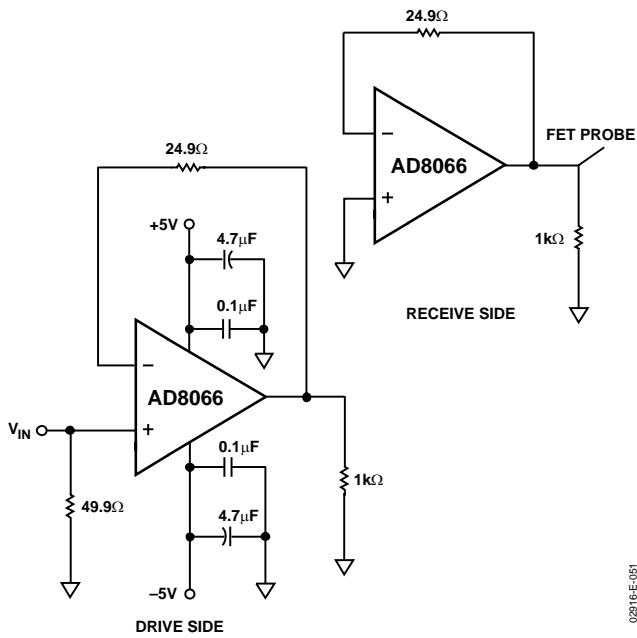 24.9Ω
FET PROBE
−
AD8066
+
1kΩ
RECEIVE SIDE
24.9Ω
+5V
4.7μF
0.1μF
−
AD8066
V_IN
+
0.1μF
1kΩ
49.9Ω
4.7μF
−5V
DRIVE SIDE
02916-E-051